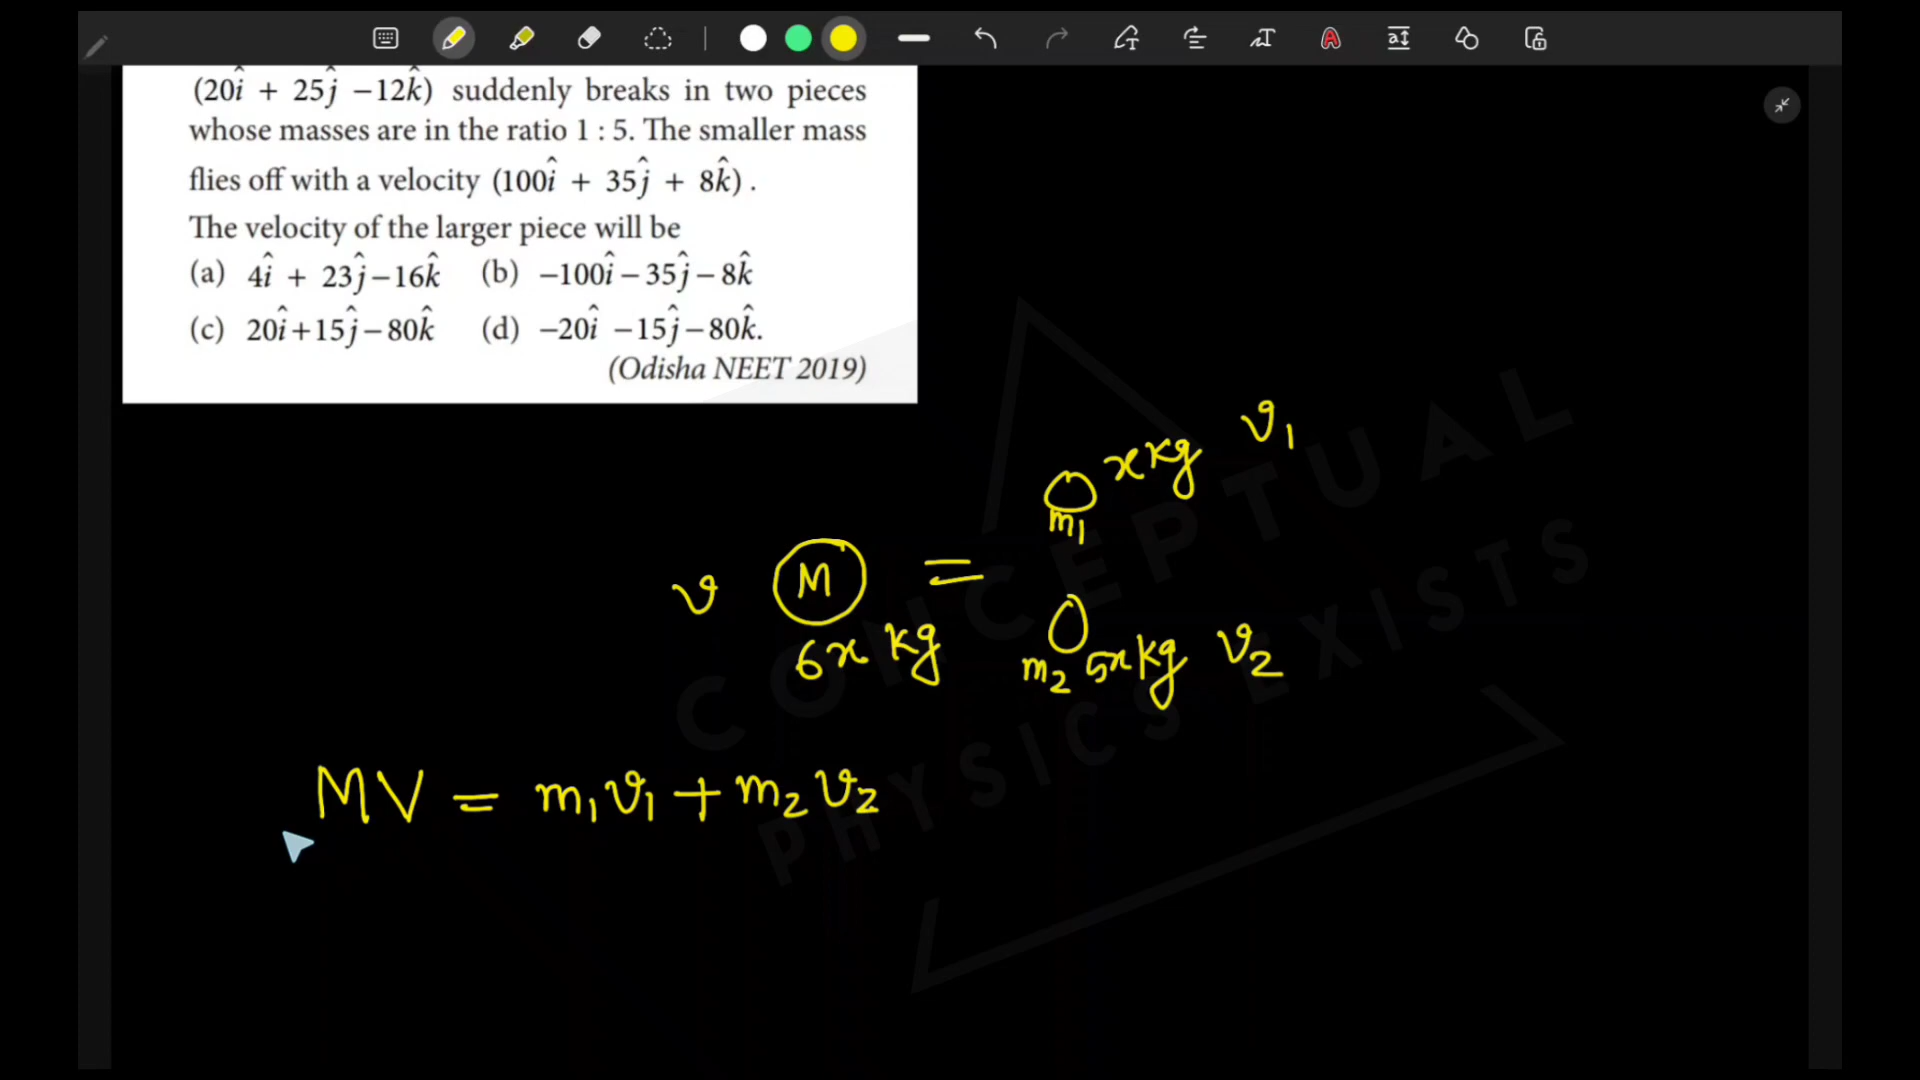 (20î + 25ĵ −12k̂) suddenly breaks in two pieces
whose masses are in the ratio 1 : 5. The smaller mass
flies off with a velocity (100î + 35ĵ + 8k̂) .
The velocity of the larger piece will be
(a) 4î + 23ĵ−16k̂ (b) −100î − 35ĵ − 8k̂
(c) 20î+15ĵ−80k̂ (d) −20î −15ĵ−80k̂.
(Odisha NEET 2019)
x kg v₁
m₁
v M =
6x kg
m₂ 5x kg v₂
MV = m₁v₁ + m₂v₂
CONCEPTUAL
PHYSICS EXISTS